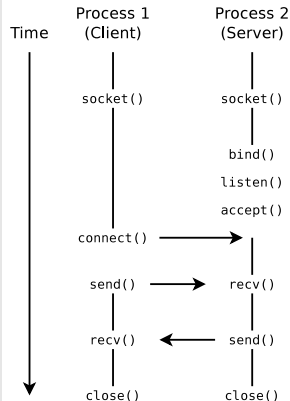 Process 1 Process 2
Time (Client) (Server)
socket() socket()
bind()
listen()
accept()
connect()
send() recv()
recv() send()
close() close()